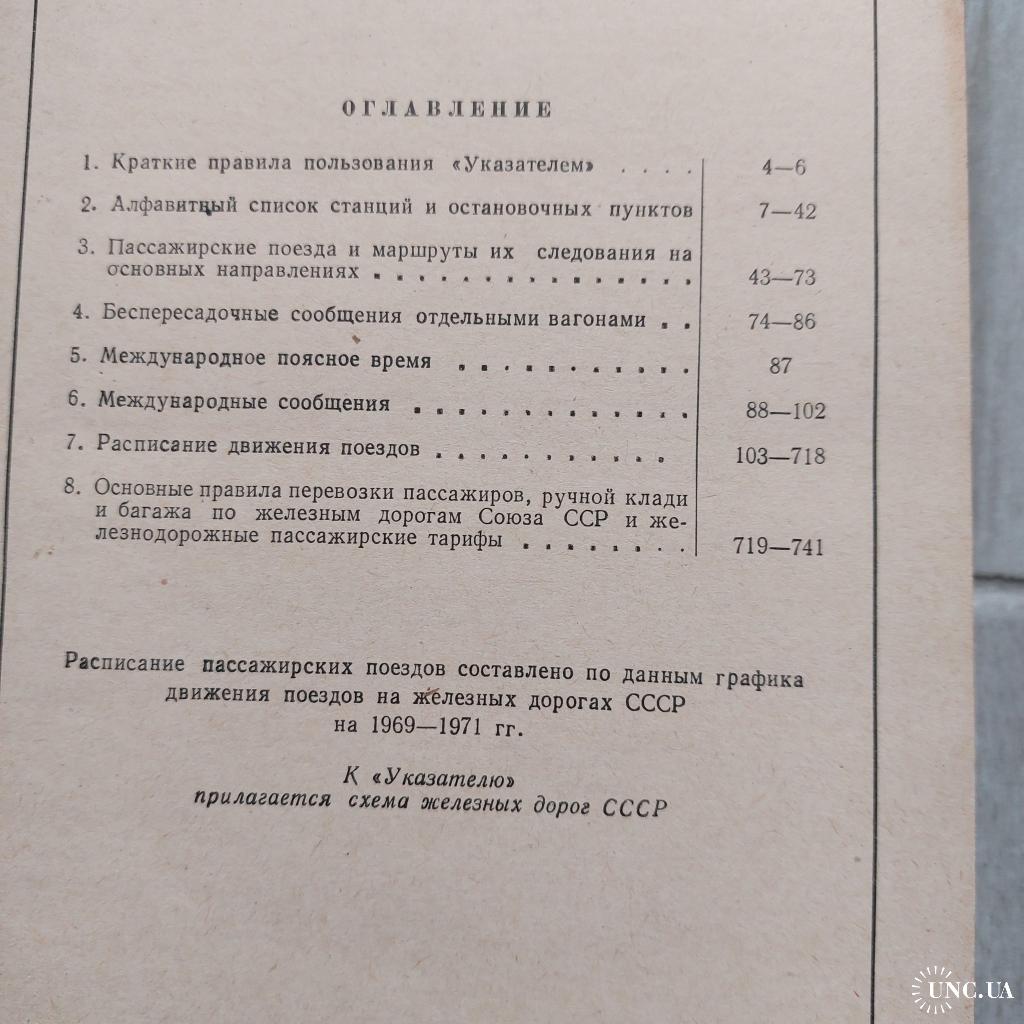 ОГЛАВЛЕНИЕ
1. Краткие правила пользования «Указателем» . . . . 4—6
2. Алфавитный список станций и остановочных пунктов 7—42
3. Пассажирские поезда и маршруты их следования на
основных направлениях . . . . . . . . . . . . . . 43—73
4. Беспересадочные сообщения отдельными вагонами . . 74—86
5. Международное поясное время . . . . . . . . . . . 87
6. Международные сообщения . . . . . . . . . . . . . 88—102
7. Расписание движения поездов . . . . . . . . . . . 103—718
8. Основные правила перевозки пассажиров, ручной клади
и багажа по железным дорогам Союза ССР и же-
лезнодорожные пассажирские тарифы . . . . . . . . 719—741
Расписание пассажирских поездов составлено по данным графика
движения поездов на железных дорогах СССР
на 1969—1971 гг.
К «Указателю»
прилагается схема железных дорог СССР
UNC.UA